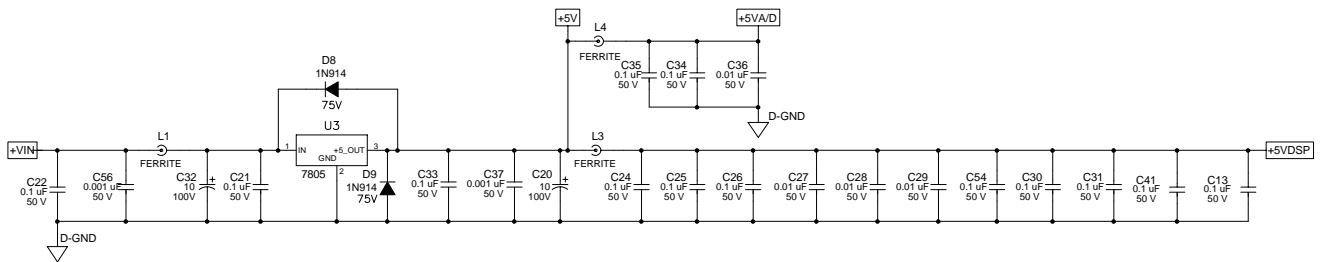 +5V
L4
FERRITE
+5VA/D
C35
0.1 uF
50 V
C34
0.1 uF
50 V
C36
0.01 uF
50 V
D-GND
D8
1N914
75V
U3
1
IN
+5_OUT
3
GND
2
7805
+VIN
L1
FERRITE
L3
FERRITE
+5VDSP
C22
0.1 uF
50 V
C56
0.001 uF
50 V
C32
10
100V
+
C21
0.1 uF
50 V
D9
1N914
75V
C33
0.1 uF
50 V
C37
0.001 uF
50 V
C20
10
100V
+
C24
0.1 uF
50 V
C25
0.1 uF
50 V
C26
0.1 uF
50 V
C27
0.01 uF
50 V
C28
0.01 uF
50 V
C29
0.01 uF
50 V
C54
0.1 uF
50 V
C30
0.1 uF
50 V
C31
0.1 uF
50 V
C41
0.1 uF
50 V
C13
0.1 uF
50 V
D-GND